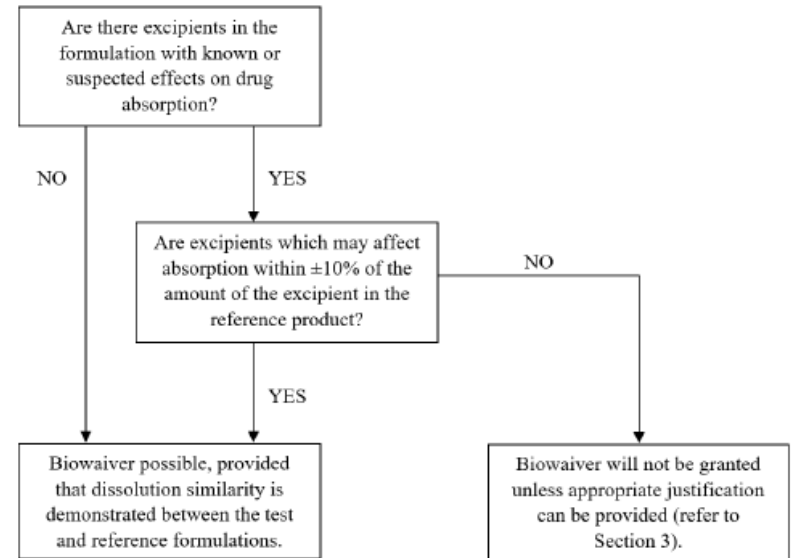 Are there excipients in the
formulation with known or
suspected effects on drug
absorption?
NO
YES
Are excipients which may affect
absorption within ±10% of the
amount of the excipient in the
reference product?
NO
YES
Biowaiver possible, provided
that dissolution similarity is
demonstrated between the test
and reference formulations.
Biowaiver will not be granted
unless appropriate justification
can be provided (refer to
Section 3).